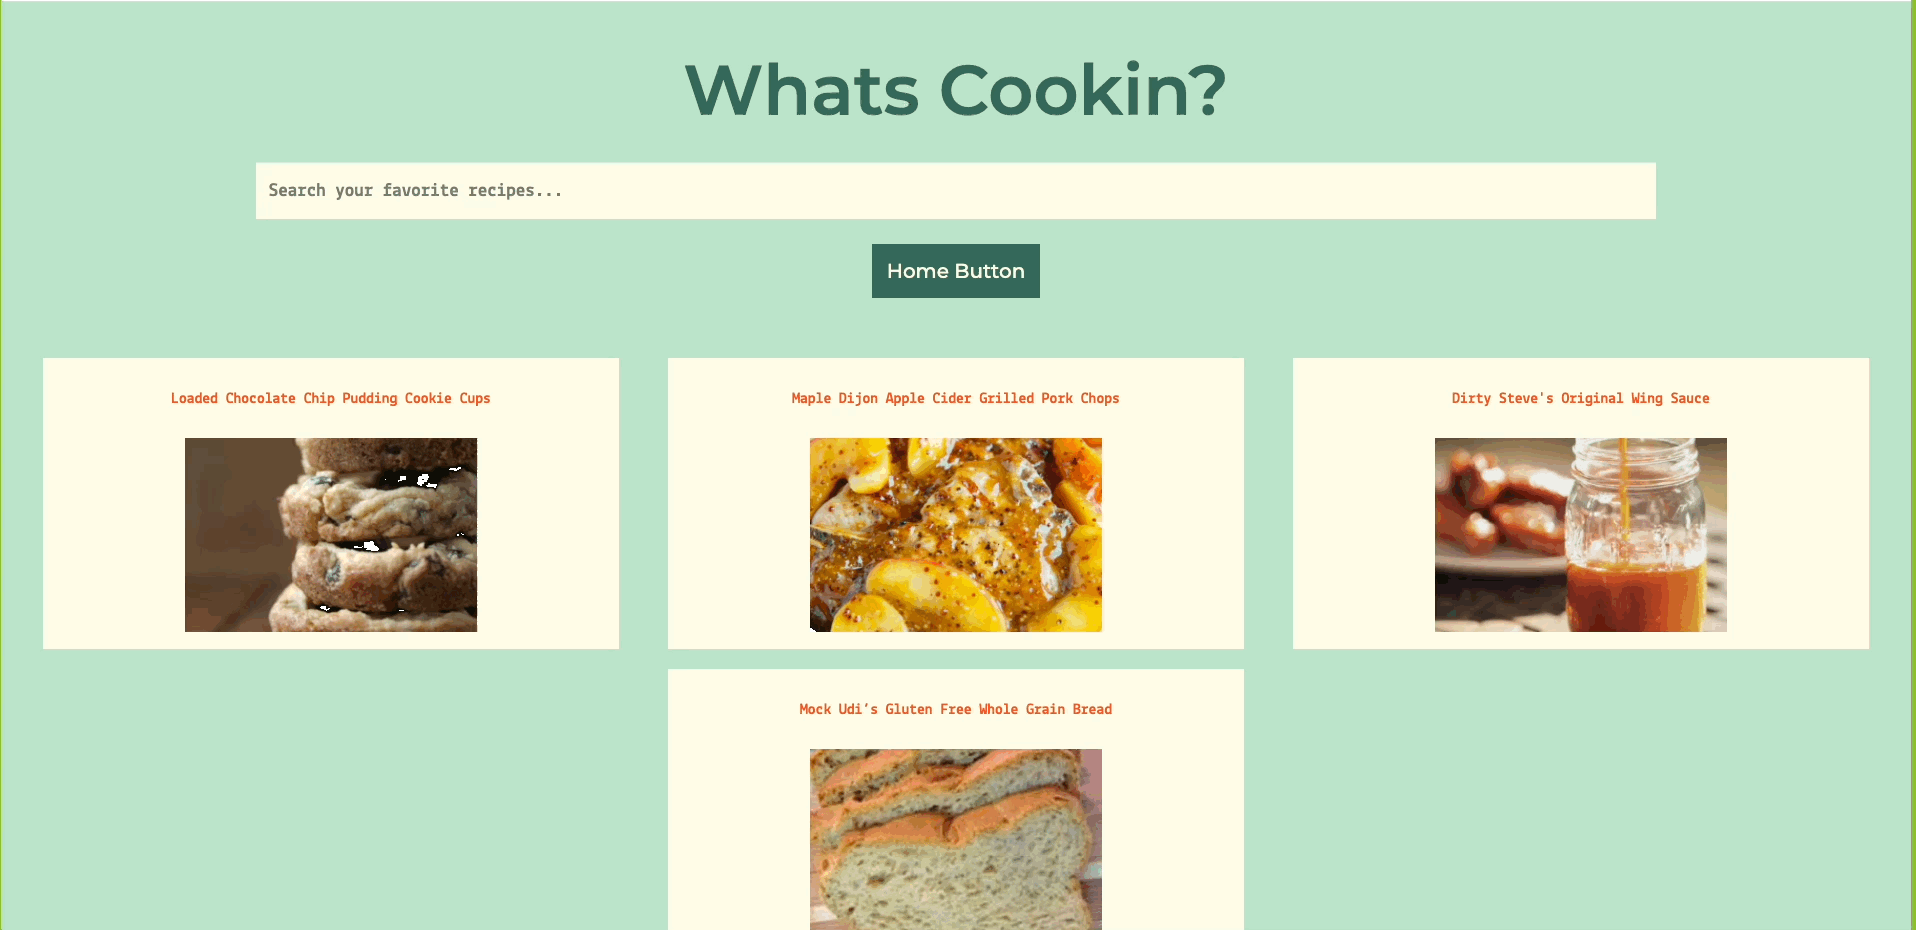 Whats Cookin?
Search your favorite recipes...
Home Button
Loaded Chocolate Chip Pudding Cookie Cups
Maple Dijon Apple Cider Grilled Pork Chops
Dirty Steve's Original Wing Sauce
Mock Udi’s Gluten Free Whole Grain Bread